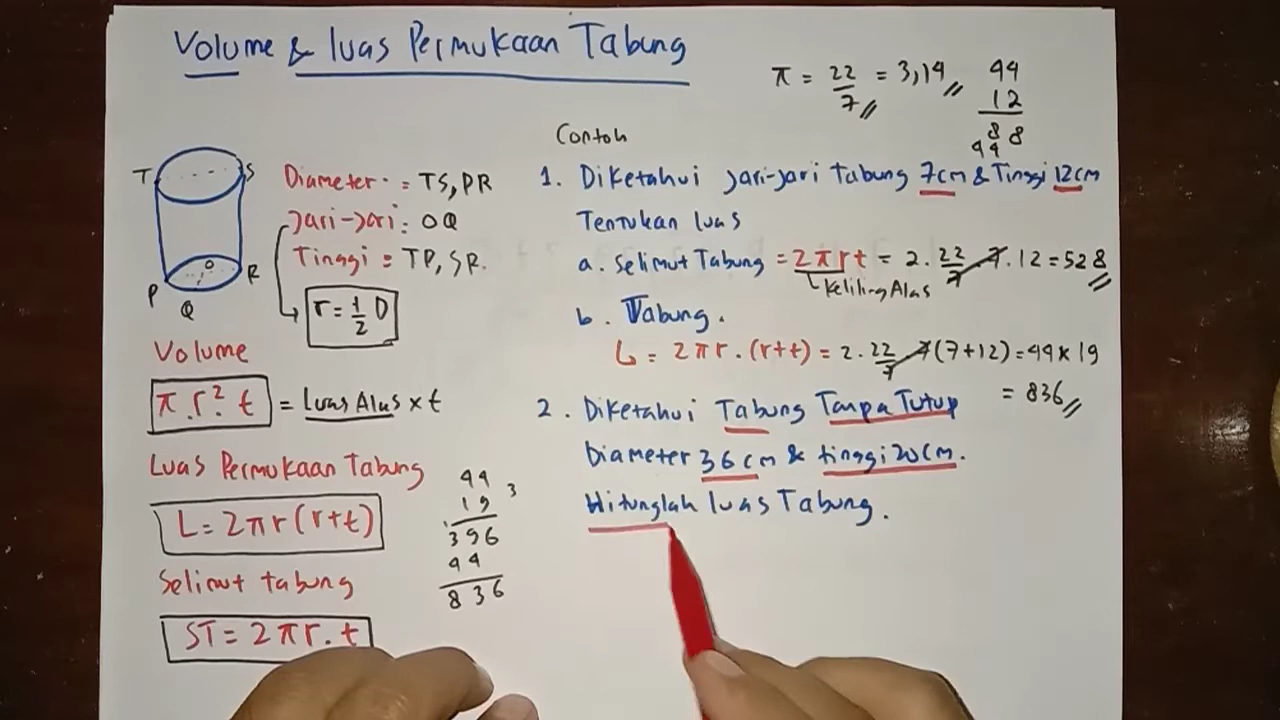 Volume & luas Permukaan Tabung
π = 22/7 = 3,14
44
12
88
44
T
S
P
Q
O
R
Diameter = TS, PR
Jari-jari : OQ
Tinggi = TP, SR.
r = 1/2 D
Volume
π.r².t = Luas Alas × t
Luas Permukaan Tabung
L = 2πr(r+t)
Selimut tabung
ST = 2πr.t
44
19 3
396
44
836
Contoh
1. Diketahui Jari-jari tabung 7cm & Tinggi 12cm
Tentukan luas
a. Selimut Tabung = 2πrt = 2. 22/7 .7.12 = 528
Keliling Alas
b. Tabung.
L = 2πr.(r+t) = 2.22/7 7(7+12) = 44 × 19
= 836
2. Diketahui Tabung Tanpa Tutup
Diameter 36cm & tinggi 20cm.
Hitunglah luas Tabung.